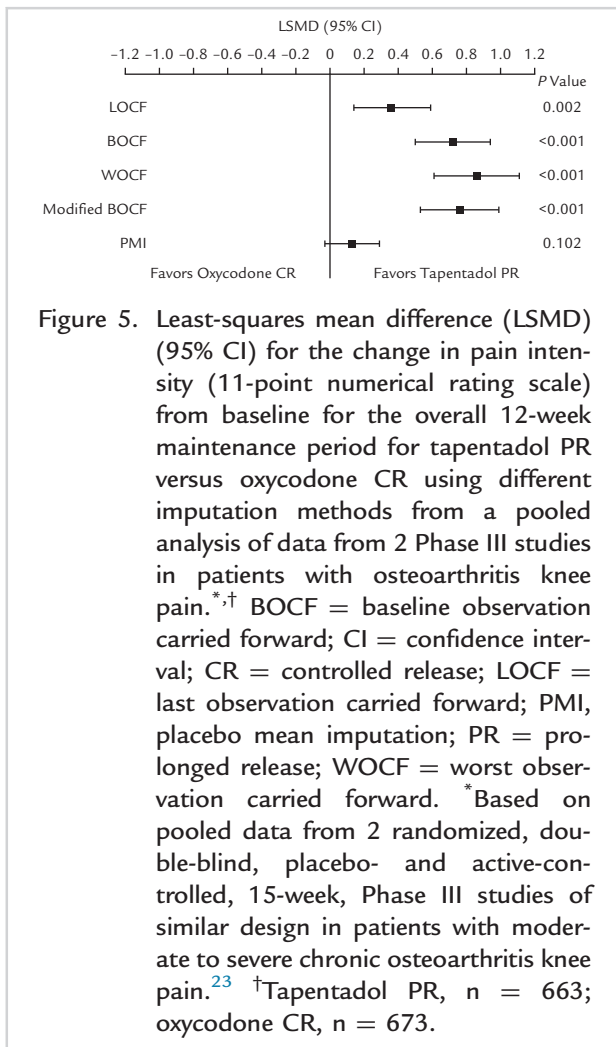 LSMD (95% CI)
−1.2 −1.0 −0.8 −0.6 −0.4 −0.2 0 0.2 0.4 0.6 0.8 1.0 1.2
P Value
LOCF 0.002
BOCF <0.001
WOCF <0.001
Modified BOCF <0.001
PMI 0.102
Favors Oxycodone CR Favors Tapentadol PR
Figure 5. Least-squares mean difference (LSMD)
(95% CI) for the change in pain inten-
sity (11-point numerical rating scale)
from baseline for the overall 12-week
maintenance period for tapentadol PR
versus oxycodone CR using different
imputation methods from a pooled
analysis of data from 2 Phase III studies
in patients with osteoarthritis knee
pain.*,† BOCF = baseline observation
carried forward; CI = confidence inter-
val; CR = controlled release; LOCF =
last observation carried forward; PMI,
placebo mean imputation; PR = pro-
longed release; WOCF = worst obser-
vation carried forward. *Based on
pooled data from 2 randomized, dou-
ble-blind, placebo- and active-con-
trolled, 15-week, Phase III studies of
similar design in patients with moder-
ate to severe chronic osteoarthritis knee
pain.23 †Tapentadol PR, n = 663;
oxycodone CR, n = 673.